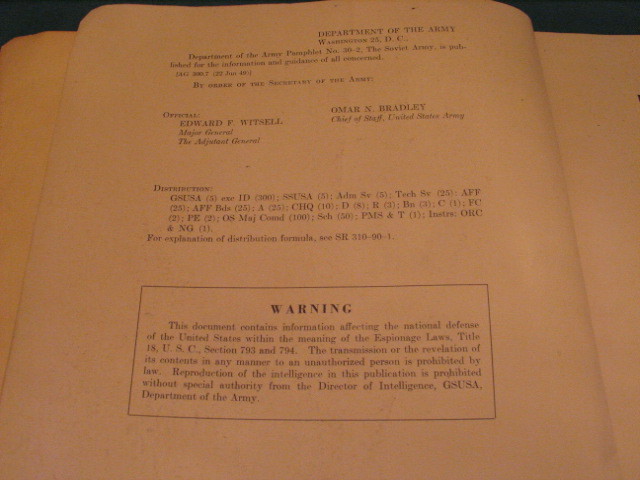 DEPARTMENT OF THE ARMY
WASHINGTON 25, D. C.,
Department of the Army Pamphlet No. 30-2, The Soviet Army, is pub-
lished for the information and guidance of all concerned.
(22 Jun
BY ORDER OF THE SECRETARY OF THE ARMY:
OFFICIAL:
EDWARD F. WITSELL
Major General
The Adjutant General
OMAR N. BRADLEY
Chief of Staff, United States Army
DISTRIBUTION:
GSUSA (5) exc ID (300); SSUSA (5); Adm Sv (5); Tech Sv (25); AFF
(25); AFF Bds (25); A (25); CHQ (10); D (8); R (3); Bn (3); C (1); FC
(2); PE (2); OS Maj Comd (100); Sch (50); PMS & T (1); Instrs: ORC
& NG (1).
For explanation of distribution formula, see SR 310-90-1.
WARNING
This document contains information affecting the national defense
of the United States within the meaning of the Espionage Laws, Title
18, U. S. C., Section 793 and 794. The transmission or the revelation of
its contents in any manner to an unauthorized person is prohibited by
law. Reproduction of the intelligence in this publication is prohibited
without special authority from the Director of Intelligence, GSUSA,
Department of the Army.